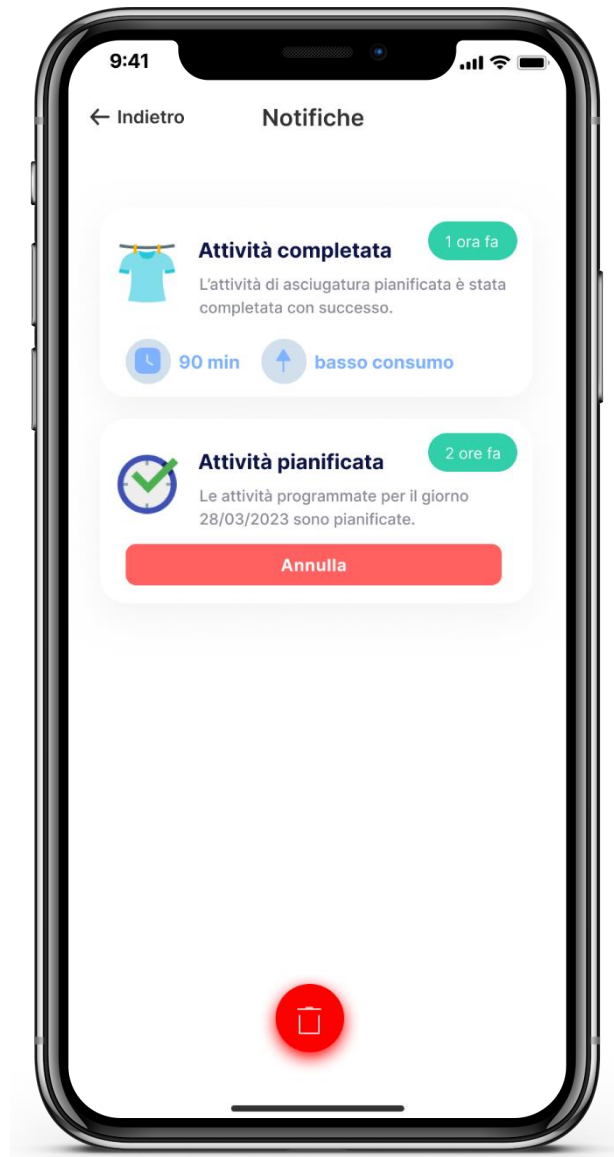 9:41
← Indietro
Notifiche
Attività completata
1 ora fa
L'attività di asciugatura pianificata è stata
completata con successo.
90 min
basso consumo
Attività pianificata
2 ore fa
Le attività programmate per il giorno
28/03/2023 sono pianificate.
Annulla